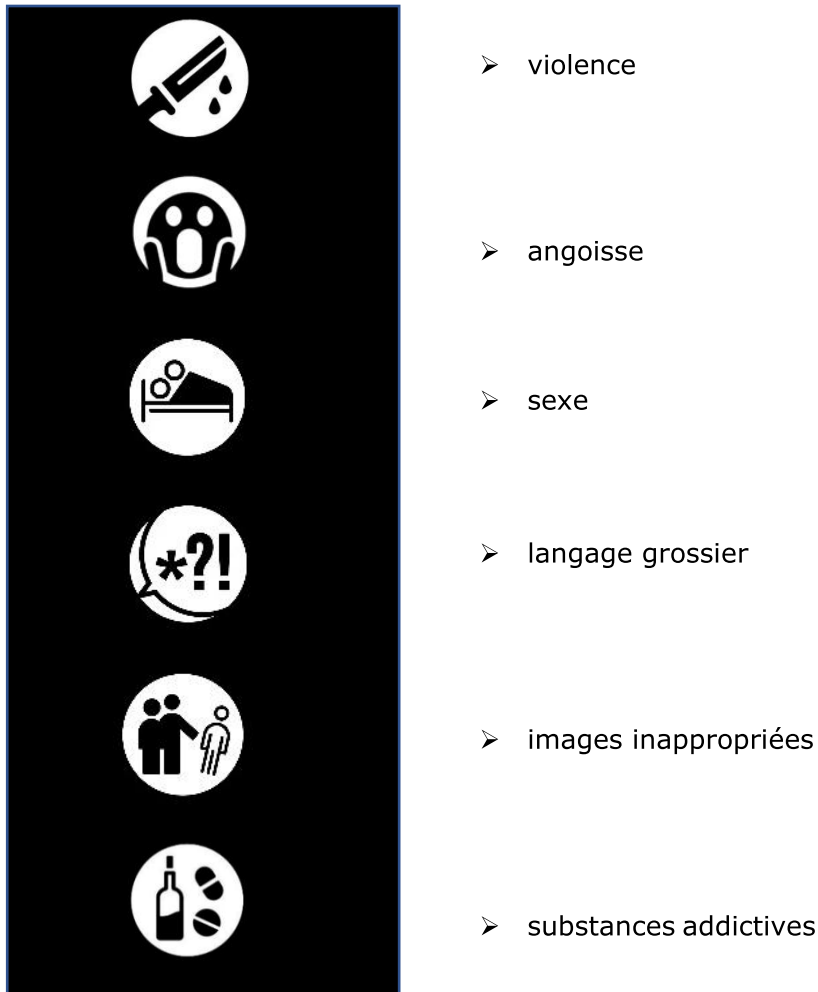 ➢ violence
➢ angoisse
➢ sexe
*?!
➢ langage grossier
➢ images inappropriées
➢ substances addictives